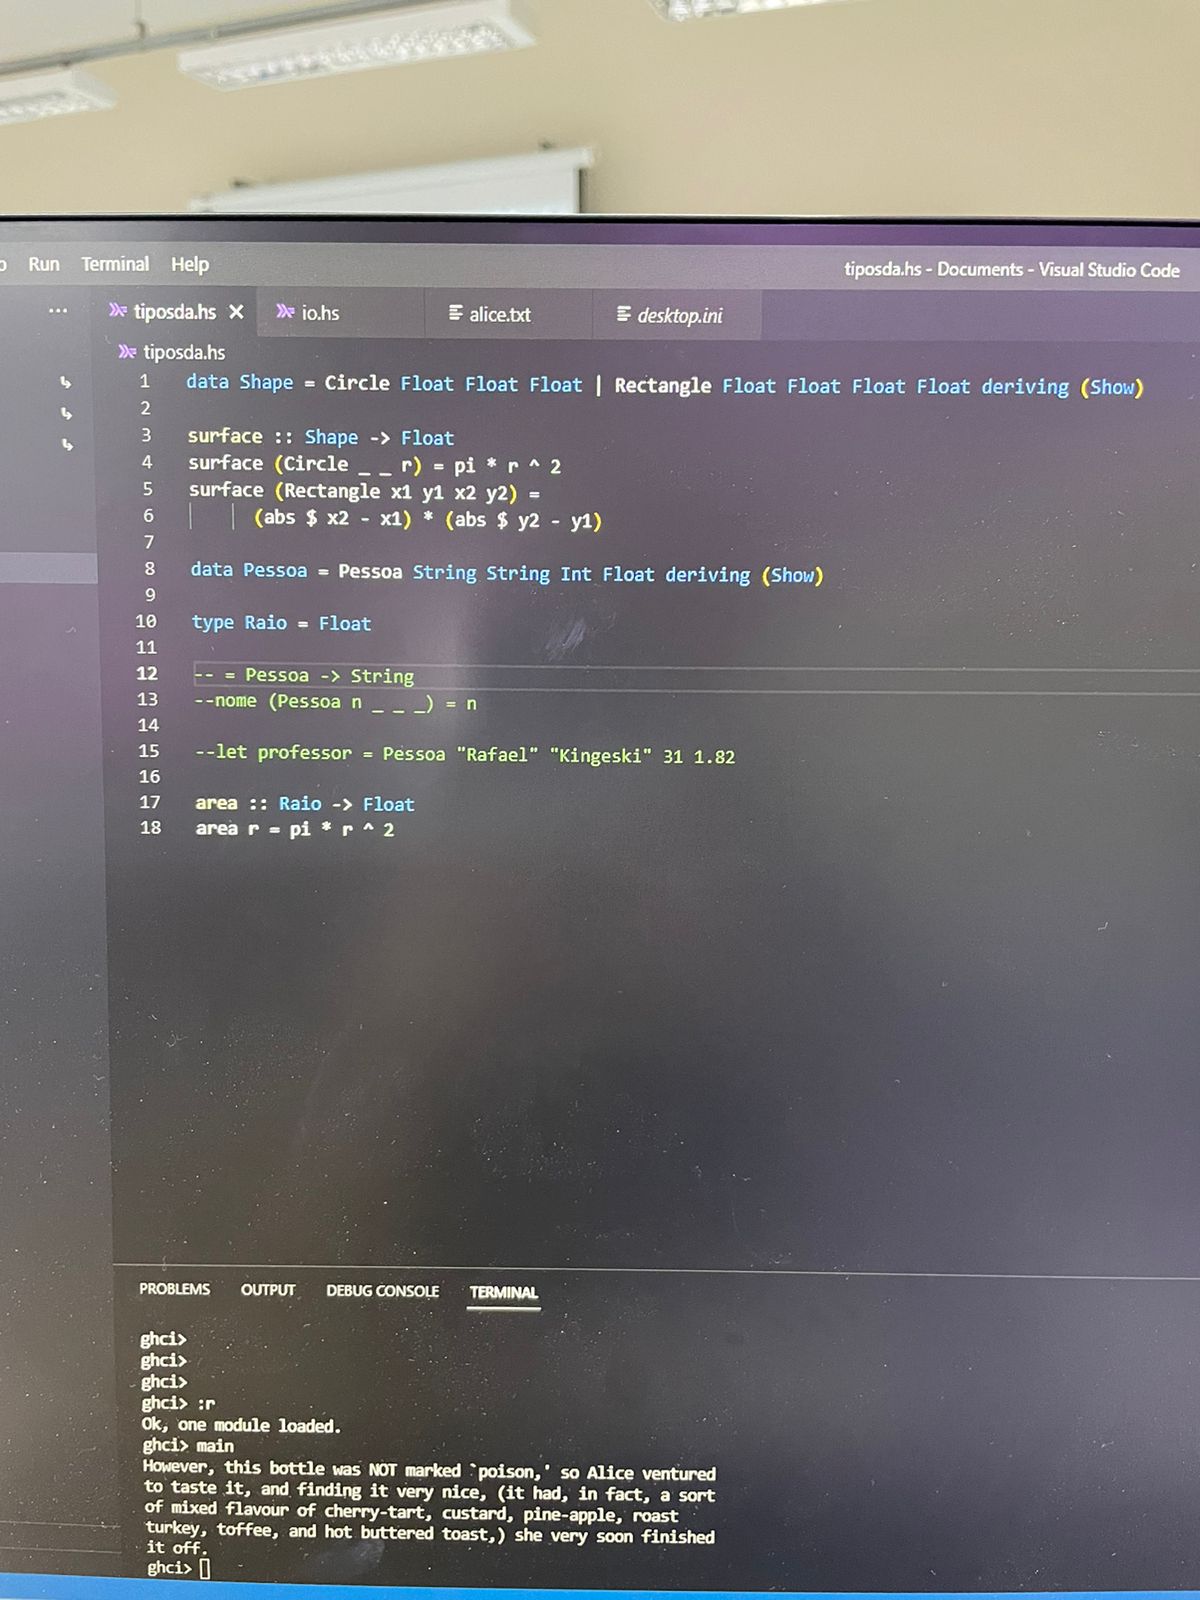 Run Terminal Help
tiposda.hs - Documents - Visual Studio Code
tiposda.hs io.hs alice.txt desktop.ini
tiposda.hs
1 data Shape = Circle Float Float Float | Rectangle Float Float Float Float deriving (Show)
2
3 surface :: Shape -> Float
4 surface (Circle _ _ r) = pi * r ^ 2
5 surface (Rectangle x1 y1 x2 y2) =
6 (abs $ x2 - x1) * (abs $ y2 - y1)
7
8 data Pessoa = Pessoa String String Int Float deriving (Show)
9
10 type Raio = Float
11
12 -- = Pessoa -> String
13 --nome (Pessoa n _ _ _) = n
14
15 --let professor = Pessoa "Rafael" "Kingeski" 31 1.82
16
17 area :: Raio -> Float
18 area r = pi * r ^ 2
PROBLEMS OUTPUT DEBUG CONSOLE TERMINAL
ghci>
ghci>
ghci>
ghci> :r
Ok, one module loaded.
ghci> main
However, this bottle was NOT marked `poison,' so Alice ventured
to taste it, and finding it very nice, (it had, in fact, a sort
of mixed flavour of cherry-tart, custard, pine-apple, roast
turkey, toffee, and hot buttered toast,) she very soon finished
it off.
ghci>